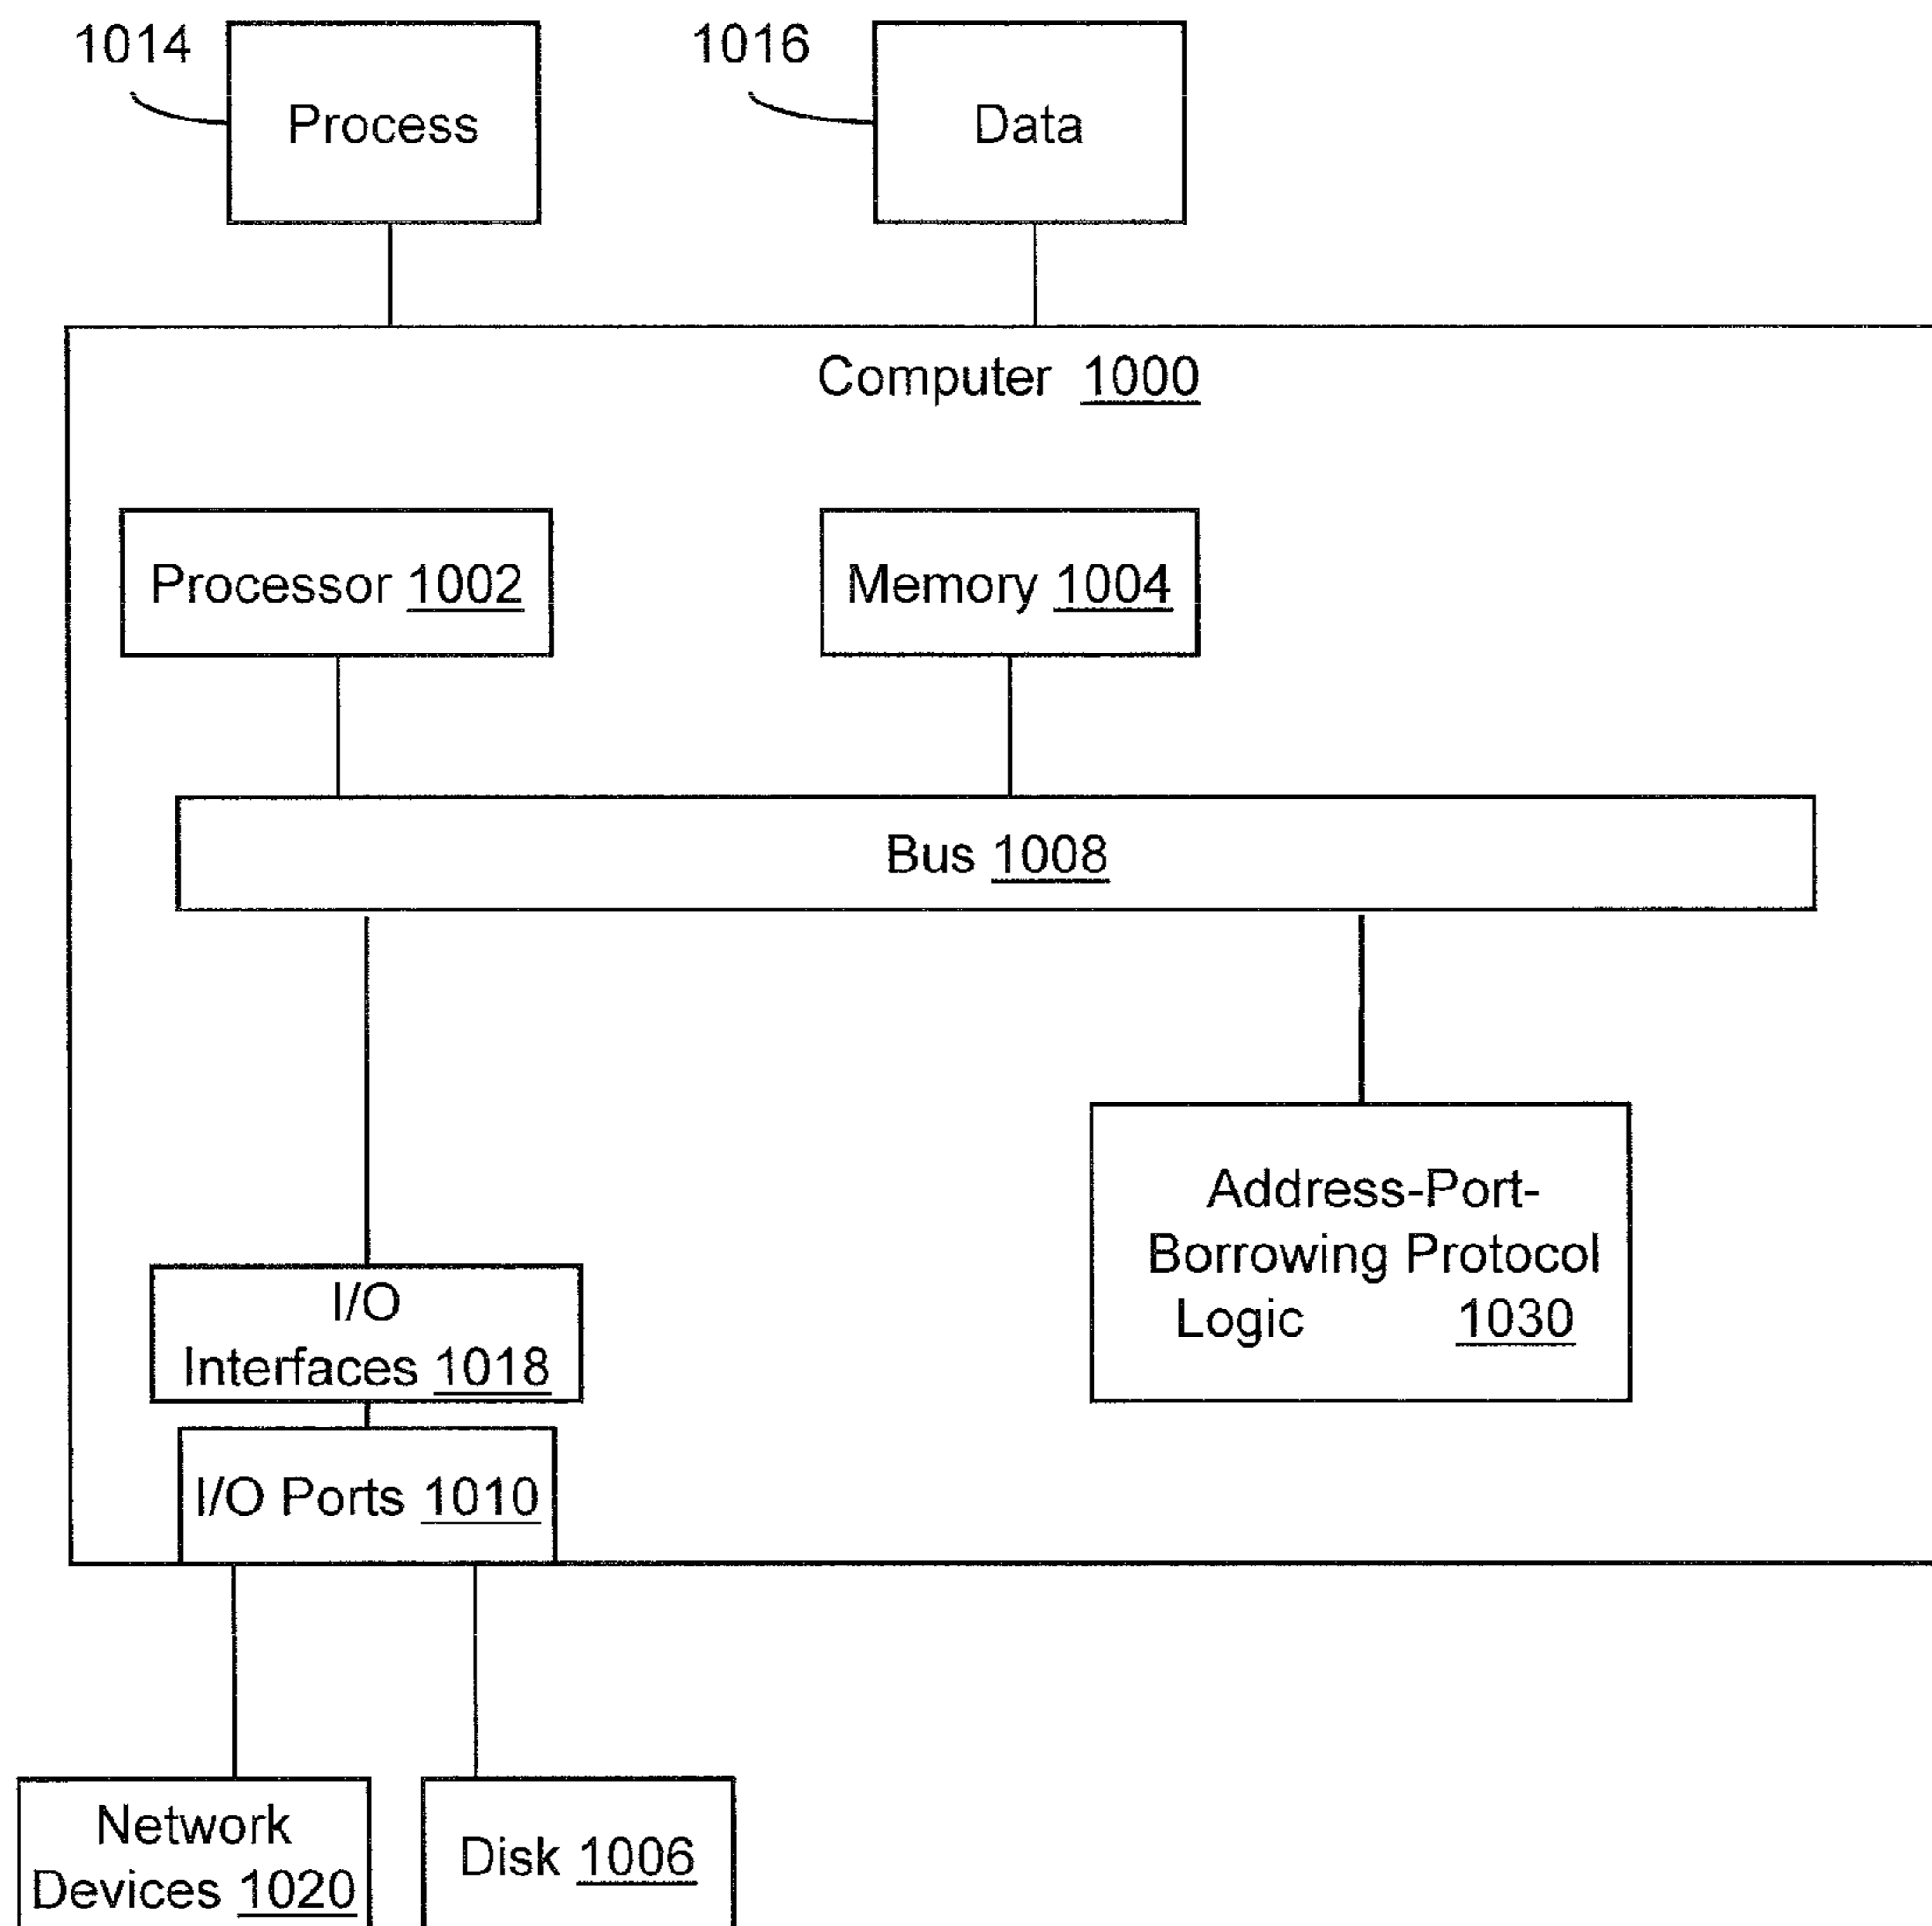 1014
Process
1016
Data
Computer 1000
Processor 1002
Memory 1004
Bus 1008
Address-Port-
Borrowing Protocol
Logic 1030
I/O
Interfaces 1018
I/O Ports 1010
Network
Devices 1020
Disk 1006